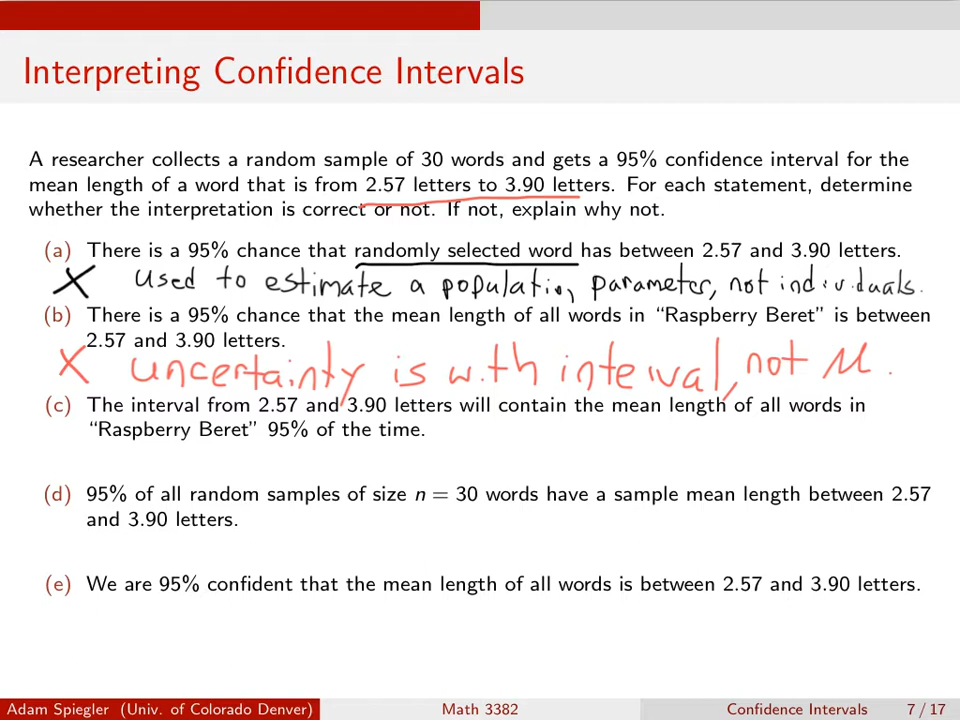 Interpreting Confidence Intervals
A researcher collects a random sample of 30 words and gets a 95% confidence interval for the
mean length of a word that is from 2.57 letters to 3.90 letters. For each statement, determine
whether the interpretation is correct or not. If not, explain why not.
(a) There is a 95% chance that randomly selected word has between 2.57 and 3.90 letters.
X used to estimate a population parameter, not individuals.
(b) There is a 95% chance that the mean length of all words in “Raspberry Beret” is between
2.57 and 3.90 letters.
X uncertainty is with interval, not μ.
(c) The interval from 2.57 and 3.90 letters will contain the mean length of all words in
“Raspberry Beret” 95% of the time.
(d) 95% of all random samples of size n = 30 words have a sample mean length between 2.57
and 3.90 letters.
(e) We are 95% confident that the mean length of all words is between 2.57 and 3.90 letters.
Adam Spiegler (Univ. of Colorado Denver) Math 3382 Confidence Intervals 7 / 17